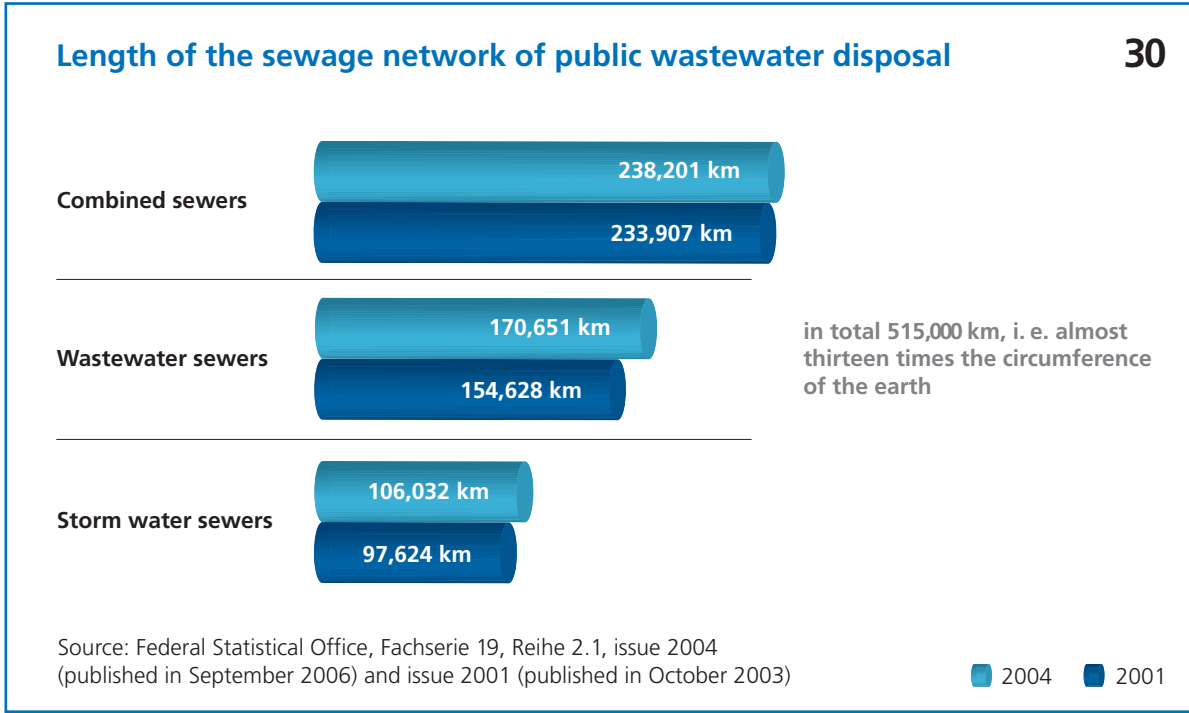 Length of the sewage network of public wastewater disposal
30
Combined sewers
238,201 km
233,907 km
Wastewater sewers
170,651 km
154,628 km
in total 515,000 km, i. e. almost
thirteen times the circumference
of the earth
Storm water sewers
106,032 km
97,624 km
Source: Federal Statistical Office, Fachserie 19, Reihe 2.1, issue 2004
(published in September 2006) and issue 2001 (published in October 2003)
2004
2001